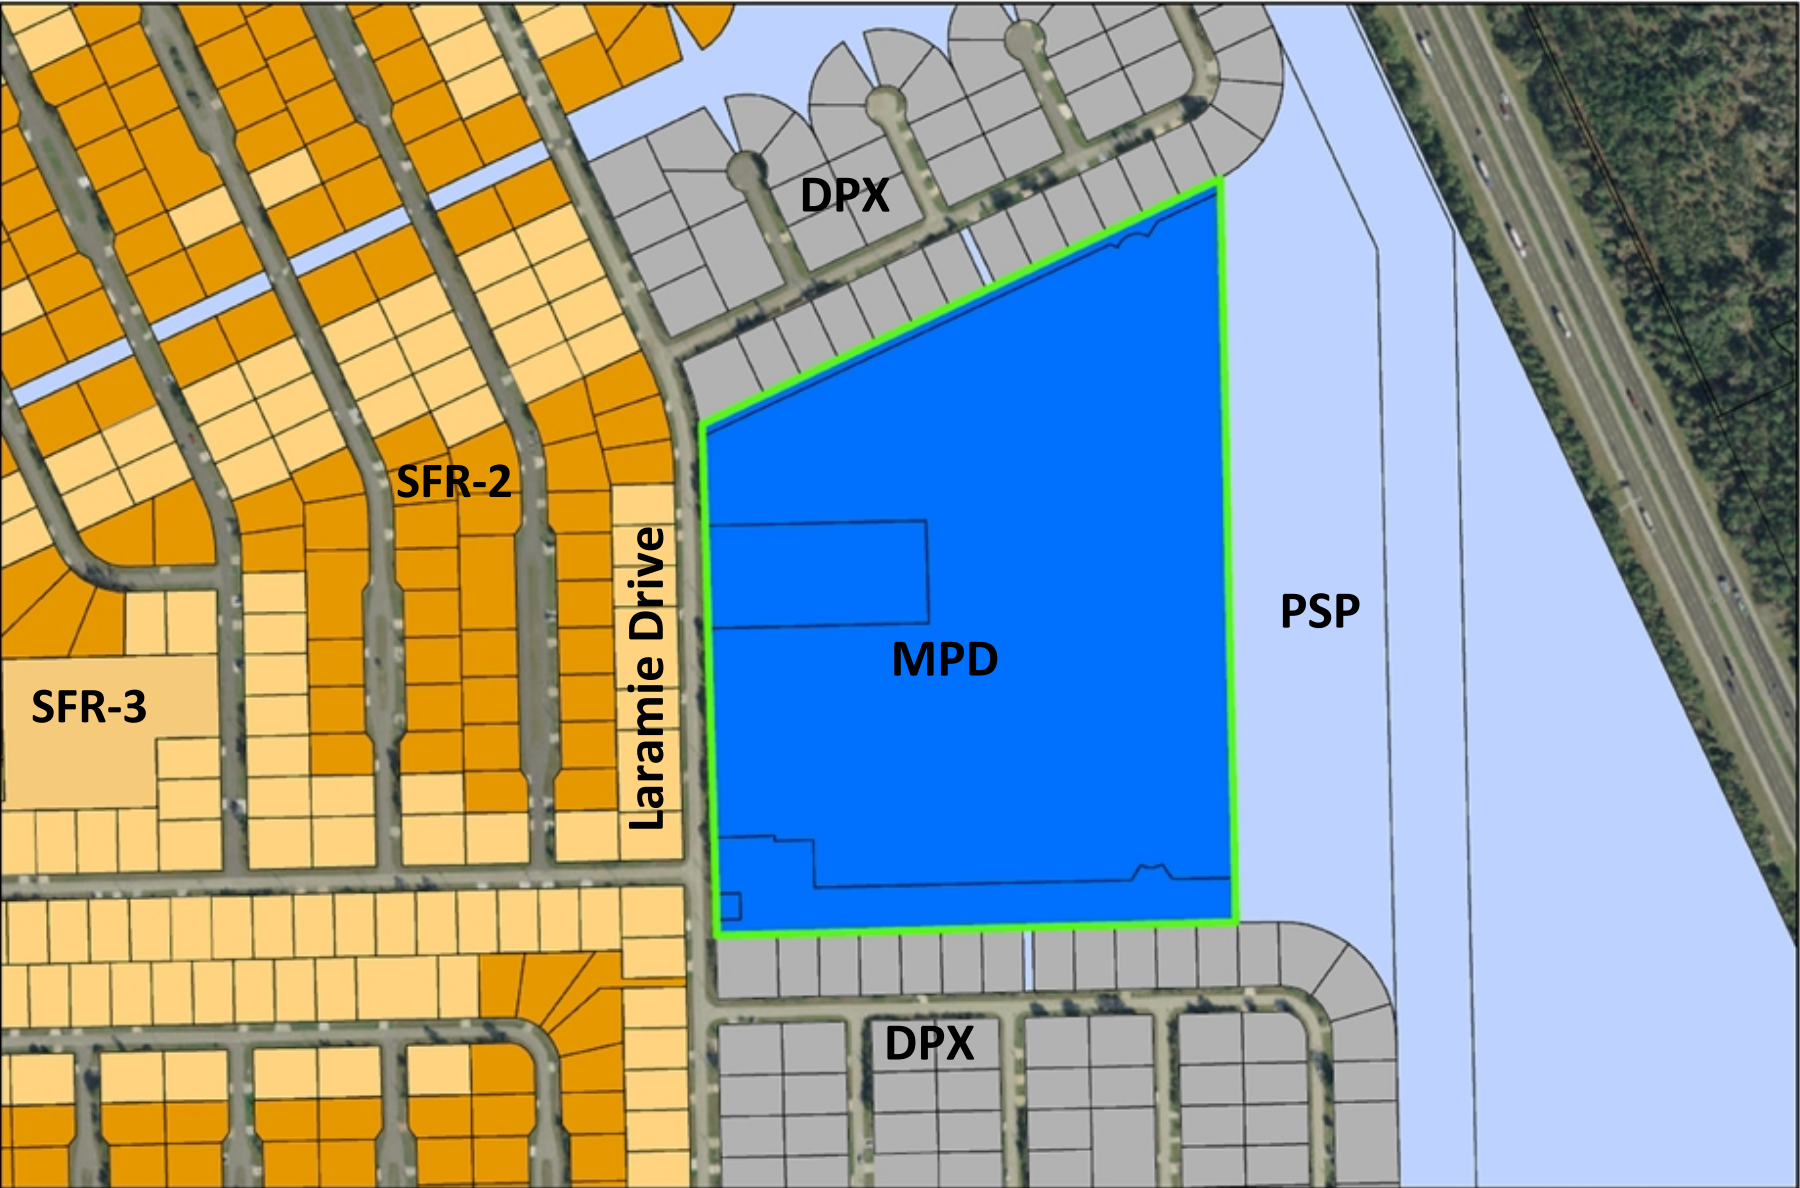 DPX
SFR-2
Laramie Drive
PSP
MPD
SFR-3
DPX